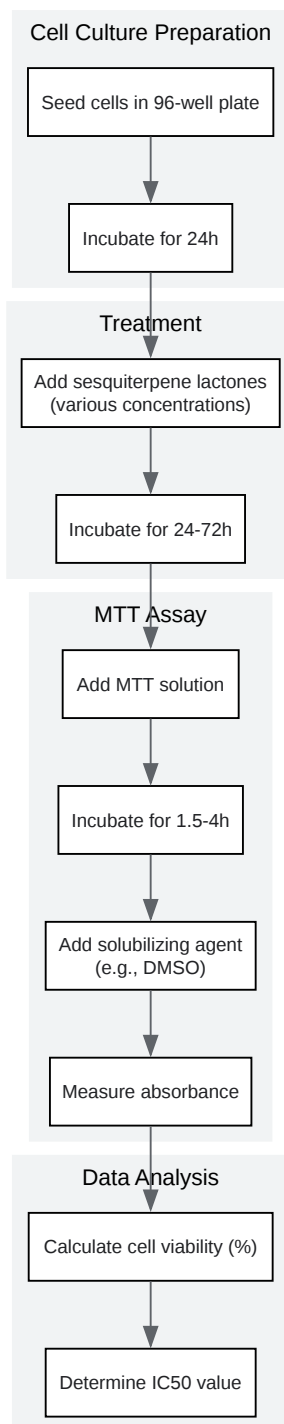 Cell Culture Preparation
Seed cells in 96-well plate
Incubate for 24h
Treatment
Add sesquiterpene lactones
(various concentrations)
Incubate for 24-72h
MTT Assay
Add MTT solution
Incubate for 1.5-4h
Add solubilizing agent
(e.g., DMSO)
Measure absorbance
Data Analysis
Calculate cell viability (%)
Determine IC50 value